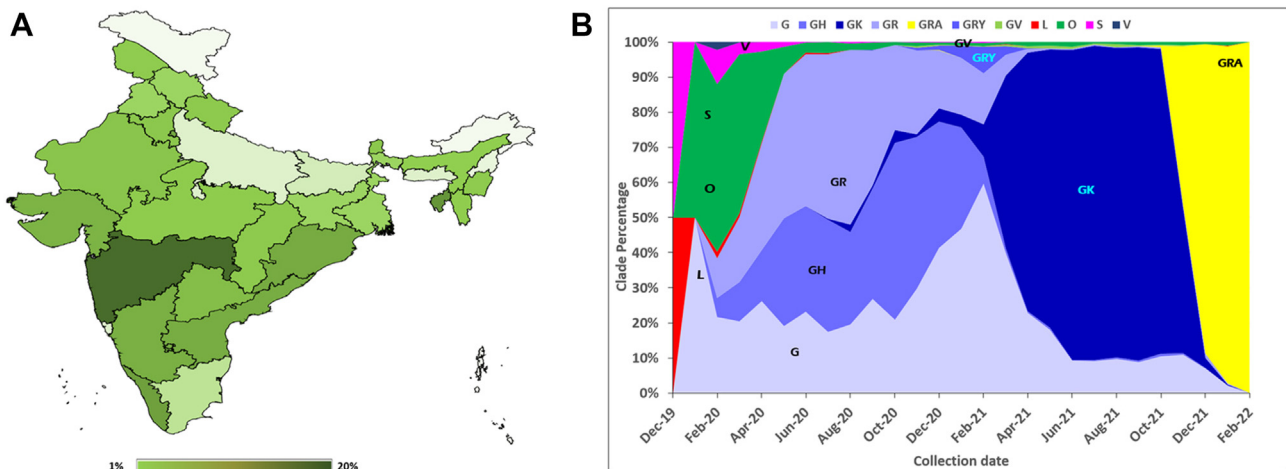 A
1%
20%
B
G GH GK GR GRA GRY GV L O S V
Clade Percentage
100%
90%
80%
70%
60%
50%
40%
30%
20%
10%
0%
V
GV
GRY
GRA
S
O
GR
GK
L
GH
G
Dec-19
Feb-20
Apr-20
Jun-20
Aug-20
Oct-20
Dec-20
Feb-21
Apr-21
Jun-21
Aug-21
Oct-21
Dec-21
Feb-22
Collection date